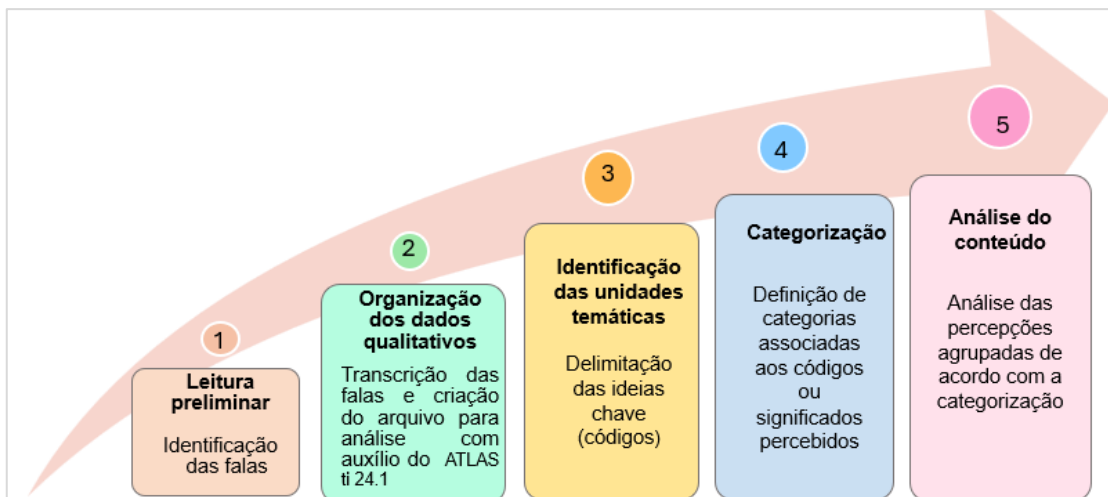 1
Leitura
preliminar
Identificação
das falas
2
Organização
dos dados
qualitativos
Transcrição das
falas e criação
do arquivo para
análise com
auxílio do ATLAS
ti 24.1
3
Identificação
das unidades
temáticas
Delimitação
das ideias
chave
(códigos)
4
Categorização
Definição de
categorias
associadas
aos códigos
ou
significados
percebidos
5
Análise do
conteúdo
Análise das
percepções
agrupadas de
acordo com a
categorização